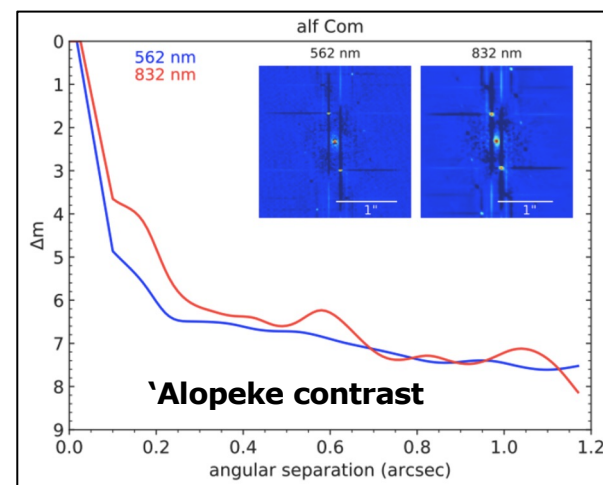 alf Com
562 nm
832 nm
562 nm
832 nm
1"
1"
Δm
0
1
2
3
4
5
6
7
8
9
‘Alopeke contrast
0.0 0.2 0.4 0.6 0.8 1.0 1.2
angular separation (arcsec)